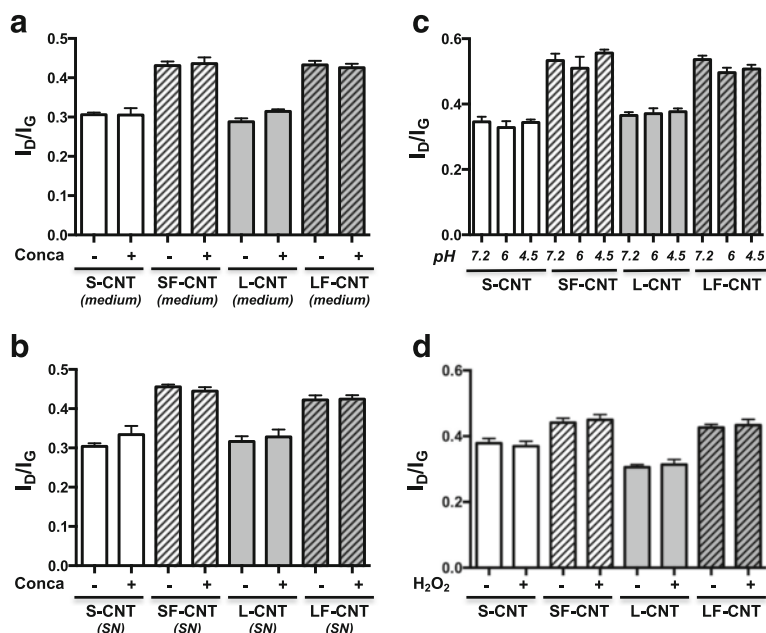 a
I_D/I_G
0.5
0.4
0.3
0.2
0.1
0.0
Conca - + - + - + - +
S-CNT SF-CNT L-CNT LF-CNT
(medium) (medium) (medium) (medium)
b
I_D/I_G
0.5
0.4
0.3
0.2
0.1
0.0
Conca - + - + - + - +
S-CNT SF-CNT L-CNT LF-CNT
(SN) (SN) (SN) (SN)
c
I_D/I_G
0.6
0.4
0.2
0.0
pH 7.2 6 4.5 7.2 6 4.5 7.2 6 4.5 7.2 6 4.5
S-CNT SF-CNT L-CNT LF-CNT
d
I_D/I_G
0.6
0.4
0.2
0.0
H₂O₂ - + - + - + - +
S-CNT SF-CNT L-CNT LF-CNT